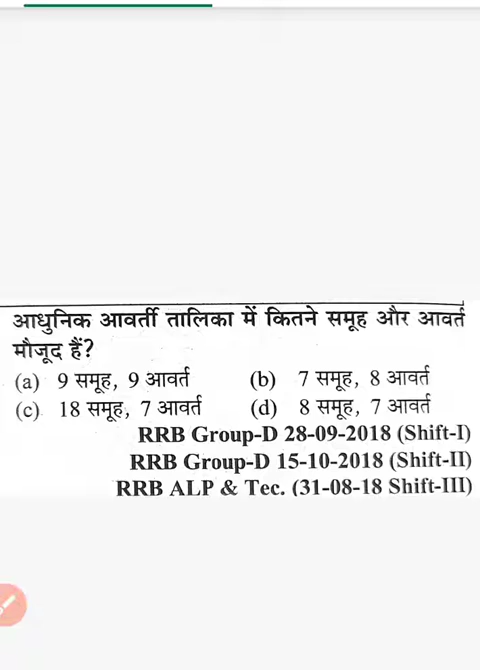 आधुनिक आवर्ती तालिका में कितने समूह और आवर्त
मौजूद हैं?
(a) 9 समूह, 9 आवर्त (b) 7 समूह, 8 आवर्त
(c) 18 समूह, 7 आवर्त (d) 8 समूह, 7 आवर्त
RRB Group-D 28-09-2018 (Shift-I)
RRB Group-D 15-10-2018 (Shift-II)
RRB ALP & Tec. (31-08-18 Shift-III)